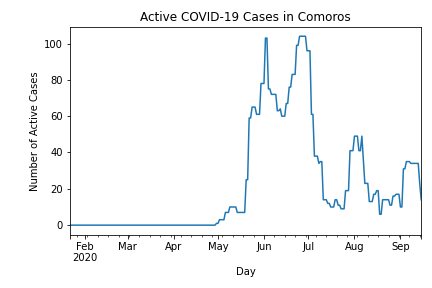 Active COVID-19 Cases in Comoros
Number of Active Cases
100
80
60
40
20
0
Feb Mar Apr May Jun Jul Aug Sep
2020
Day